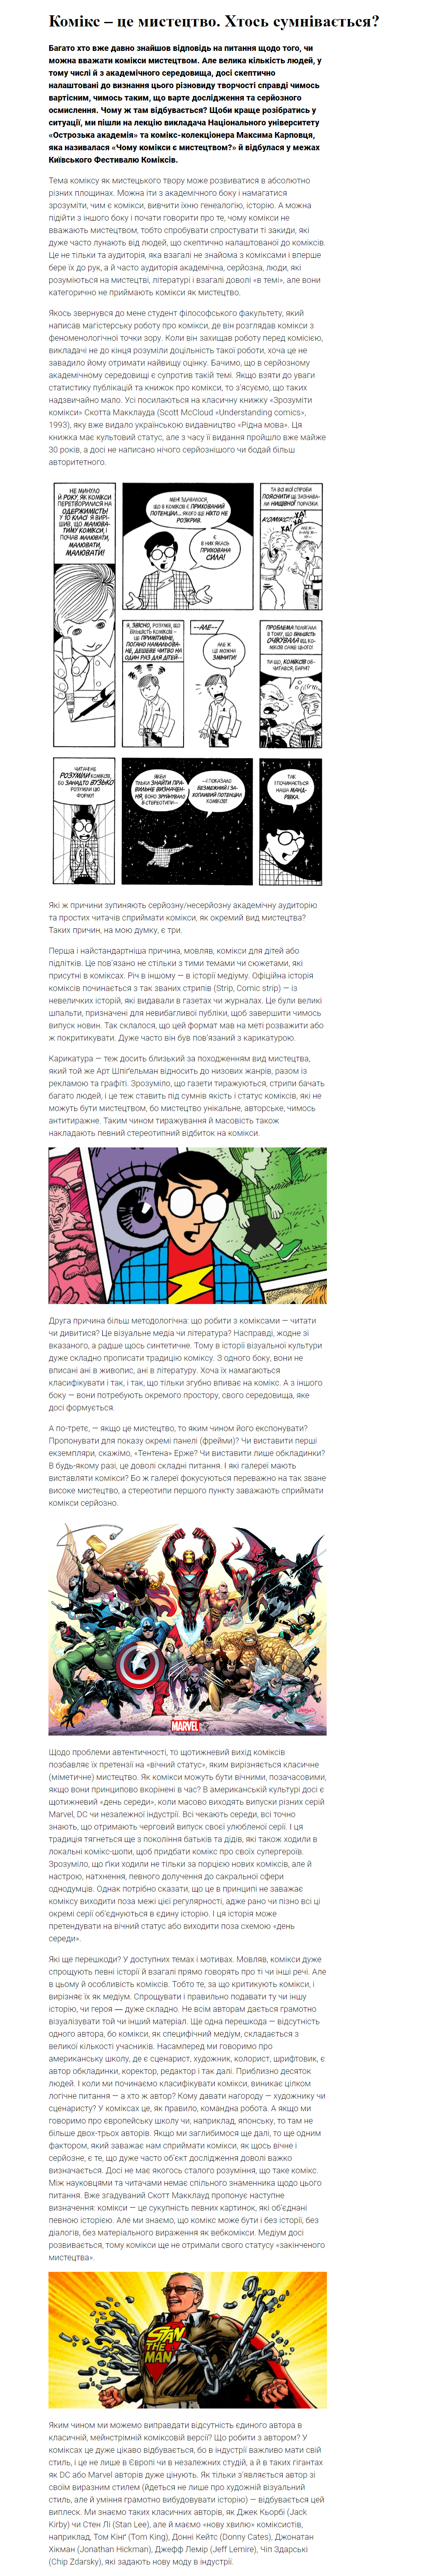 Комікс – це мистецтво. Хтось сумнівається?
Багато хто вже давно знайшов відповідь на питання щодо того, чи
можна вважати комікси мистецтвом. Але велика кількість людей, у
тому числі й з академічного середовища, досі скептично
налаштовані до визнання цього різновиду творчості справді чимось
вартісним, чимось таким, що варте дослідження та серйозного
осмислення. Чому ж там відбувається? Щоби краще розібратись у
ситуації, ми пішли на лекцію викладача Національного університету
«Острозька академія» та комікс-колекціонера Максима Карповця,
яка називалася «Чому комікси є мистецтвом?» й відбулася у межах
Київського Фестивалю Коміксів.
Тема коміксу як мистецького твору може розвиватися в абсолютно
різних площинах. Можна іти з академічного боку і намагатися
зрозуміти, чим є комікси, вивчити їхню генеалогію, історію. А можна
підійти з іншого боку і почати говорити про те, чому комікси не
вважають мистецтвом, тобто спробувати спростувати ті закиди, які
дуже часто лунають від людей, що скептично налаштованої до коміксів.
Це не тільки та аудиторія, яка взагалі не знайома з коміксами і вперше
бере їх до рук, а й часто аудиторія академічна, серйозна, люди, які
розуміються на мистецтві, літературі і взагалі доволі «в темі», але вони
категорично не приймають комікси як мистецтво.
Якось звернувся до мене студент філософського факультету, який
написав магістерську роботу про комікси, де він розглядав комікси з
феноменологічної точки зору. Коли він захищав роботу перед комісією,
викладачі не до кінця розуміли доцільність такої роботи, хоча це не
завадило йому отримати найвищу оцінку. Бачимо, що в серйозному
академічному середовищі є супротив такій темі. Якщо взяти до уваги
статистику публікацій та книжок про комікси, то з'ясуємо, що таких
надзвичайно мало. Усі посилаються на класичну книжку «Зрозуміти
комікси» Скотта Макклауда (Scott McCloud «Understanding comics»,
1993), яку вже видало українською видавництво «Рідна мова». Ця
книжка має культовий статус, але з часу її видання пройшло вже майже
30 років, а досі не написано нічого серйознішого чи бодай більш
авторитетного.
НЕ МИНУЛО
Й РОКУ, ЯК КОМІКСИ
ПЕРЕТВОРИЛИСЯ НА
ОДЕРЖИМІСТЬ!
У 10 КЛАСІ Я ВИРІ-
ШИВ, ЩО МАЛЮВА-
ТИМУ КОМІКСИ, І
ПОЧАВ МАЛЮВАТИ,
МАЛЮВАТИ,
МАЛЮВАТИ!
МЕНІ ЗДАВАЛОСЯ,
ЩО В КОМІКСІВ Є ПРИХОВАНИЙ
ПОТЕНЦІАЛ... ЯКОГО ЩЕ НІХТО НЕ
РОЗКРИВ.
Є
В НИХ ЯКАСЬ
ПРИХОВАНА
СИЛА!
ТА ВСІ МОЇ СПРОБИ
ПОЯСНИТИ ЦЕ ЗАЗНАВА-
ЛИ НИЩІВНОЇ ПОРАЗКИ.
Я, ЗВІСНО, РОЗУМІВ, ЩО
БІЛЬШІСТЬ КОМІКСІВ –
ЦЕ ПРИМІТИВНЕ,
ПОГАНО НАМАЛЬОВА-
НЕ, ДЕШЕВЕ ЧИТВО НА
ОДИН РАЗ ДЛЯ ДІТЕЙ--
--АЛЕ--
АЛЕ Ж
ЦЕ МОЖНА
ЗМІНИТИ!
ПРОБЛЕМА ПОЛЯГАЛА
В ТОМУ, ЩО БІЛЬШІСТЬ
ОЧІКУВАЛА ВІД КО-
МІКСІВ САМЕ ЦЬОГО!
ТИ ЩО, КОМІКСІВ ОБ-
ЧИТАВСЯ, БАРИ?
ЧИТАЧІ НЕ
РОЗУМІЛИ КОМІКСІВ,
БО ЗАНАДТО ВУЗЬКО
РОЗУМІЛИ ЦЮ
ФОРМУ!
ЯКБИ
ТІЛЬКИ ЗНАЙТИ ПРА-
ВИЛЬНЕ ВИЗНАЧЕН-
НЯ, ВОНО ЗРУЙНУВАЛО
Б СТЕРЕОТИПИ--
--І ПОКАЗАЛО
БЕЗМЕЖНИЙ І ЗА-
ХОПЛИВИЙ ПОТЕНЦІАЛ
КОМІКСІВ!
ТАК
І ПОЧИНАЄТЬСЯ
НАША МАНД-
РІВКА.
Які ж причини зупиняють серйозну/несерйозну академічну аудиторію
та простих читачів сприймати комікси, як окремий вид мистецтва?
Таких причин, на мою думку, є три.
Перша і найстандартніша причина, мовляв, комікси для дітей або
підлітків. Це пов'язано не стільки з тими темами чи сюжетами, які
присутні в коміксах. Річ в іншому — в історії медіуму. Офіційна історія
коміксів починається з так званих стрипів (Strip, Comic strip) — із
невеличких історій, які видавали в газетах чи журналах. Це були великі
шпальти, призначені для невибагливої публіки, щоб завершити чимось
випуск новин. Так склалося, що цей формат мав на меті розважити або
ж покритикувати. Дуже часто він був пов'язаний з карикатурою.
Карикатура — теж досить близький за походженням вид мистецтва,
який той же Арт Шпіґельман відносить до низових жанрів, разом із
рекламою та графіті. Зрозуміло, що газети тиражуються, стрипи бачать
багато людей, і це теж ставить під сумнів якість і статус коміксів, які не
можуть бути мистецтвом, бо мистецтво унікальне, авторське, чимось
антитиражне. Таким чином тиражування й масовість також
накладають певний стереотипний відбиток на комікси.
Друга причина більш методологічна: що робити з коміксами — читати
чи дивитися? Це візуальне медіа чи література? Насправді, жодне зі
вказаного, а радше щось синтетичне. Тому в історії візуальної культури
дуже складно прописати традицію коміксу. З одного боку, вони не
вписані ані в живопис, ані в літературу. Хоча їх намагаються
класифікувати і так, і так, що тільки згубно впливає на комікс. А з іншого
боку — вони потребують окремого простору, свого середовища, яке
досі формується.
А по-третє, — якщо це мистецтво, то яким чином його експонувати?
Пропонувати для показу окремі панелі (фрейми)? Чи виставити перші
екземпляри, скажімо, «Тентена» Ерже? Чи виставити лише обкладинки?
В будь-якому разі, це доволі складні питання. І які галереї мають
виставляти комікси? Бо ж галереї фокусуються переважно на так зване
високе мистецтво, а стереотипи першого пункту заважають сприймати
комікси серйозно.
MARVEL
Щодо проблеми автентичності, то щотижневий вихід коміксів
позбавляє їх претензії на «вічний статус», яким вирізняється класичне
(міметичне) мистецтво. Як комікси можуть бути вічними, позачасовими,
якщо вони принципово вкорінені в час? В американській культурі досі є
щотижневий «день середи», коли масово виходять випуски різних серій
Marvel, DC чи незалежної індустрії. Всі чекають середи, всі точно
знають, що отримають черговий випуск своєї улюбленої серії. І ця
традиція тягнеться ще з покоління батьків та дідів, які також ходили в
локальні комікс-шопи, щоб придбати комікс про своїх супергероїв.
Зрозуміло, що ґіки ходили не тільки за порцією нових коміксів, але й
настрою, натхнення, певного долучення до сакральної сфери
однодумців. Однак потрібно сказати, що це в принципі не заважає
коміксу виходити поза межі цієї регулярності, адже рано чи пізно всі ці
окремі серії об'єднуються в єдину історію. І ця історія може
претендувати на вічний статус або виходити поза схемою «день
середи».
Які ще перешкоди? У доступних темах і мотивах. Мовляв, комікси дуже
спрощують певні історії й взагалі прямо говорять про ті чи інші речі. Але
в цьому й особливість коміксів. Тобто те, за що критикують комікси, і
вирізняє їх як медіум. Спрощувати і правильно подавати ту чи іншу
історію, чи героя — дуже складно. Не всім авторам дається грамотно
візуалізувати той чи інший матеріал. Ще одна перешкода — відсутність
одного автора, бо комікси, як специфічний медіум, складається з
великої кількості учасників. Насамперед ми говоримо про
американську школу, де є сценарист, художник, колорист, шрифтовик, є
автор обкладинки, коректор, редактор і так далі. Приблизно десяток
людей. І коли ми починаємо класифікувати комікси, виникає цілком
логічне питання — а хто ж автор? Кому давати нагороду — художнику чи
сценаристу? У коміксах це, як правило, командна робота. А якщо ми
говоримо про європейську школу чи, наприклад, японську, то там не
більше двох-трьох авторів. Якщо ми заглибимося ще далі, то ще одним
фактором, який заважає нам сприймати комікси, як щось вічне і
серйозне, є те, що дуже часто об'єкт дослідження доволі важко
визначається. Досі не має якогось сталого розуміння, що таке комікс.
Між науковцями та читачами немає спільного знаменника щодо цього
питання. Вже згадуваний Скотт Макклауд пропонує наступне
визначення: комікси — це сукупність певних картинок, які об'єднані
певною історією. Але ми знаємо, що комікс може бути і без історії, без
діалогів, без матеріального вираження як вебкомікси. Медіум досі
розвивається, тому комікси ще не отримали свого статусу «закінченого
мистецтва».
STAN
THE
MAN
Яким чином ми можемо виправдати відсутність єдиного автора в
класичній, мейнстрімній коміксовій версії? Що робити з автором? У
коміксах це дуже цікаво відбувається, бо в індустрії важливо мати свій
стиль, і це не лише в Європі чи в незалежних студій, а й в таких гігантах
як DC або Marvel авторів дуже цінують. Як тільки з'являється автор зі
своїм виразним стилем (йдеться не лише про художній візуальний
стиль, але й уміння грамотно вибудовувати історію) — відбувається цей
виплеск. Ми знаємо таких класичних авторів, як Джек Кьорбі (Jack
Kirby) чи Стен Лі (Stan Lee), але й маємо «нову хвилю» коміксистів,
наприклад, Том Кінґ (Tom King), Донні Кейтс (Donny Cates), Джонатан
Хікман (Jonathan Hickman), Джефф Лемір (Jeff Lemire), Чіп Здарські
(Chip Zdarsky), які задають нову моду в індустрії.